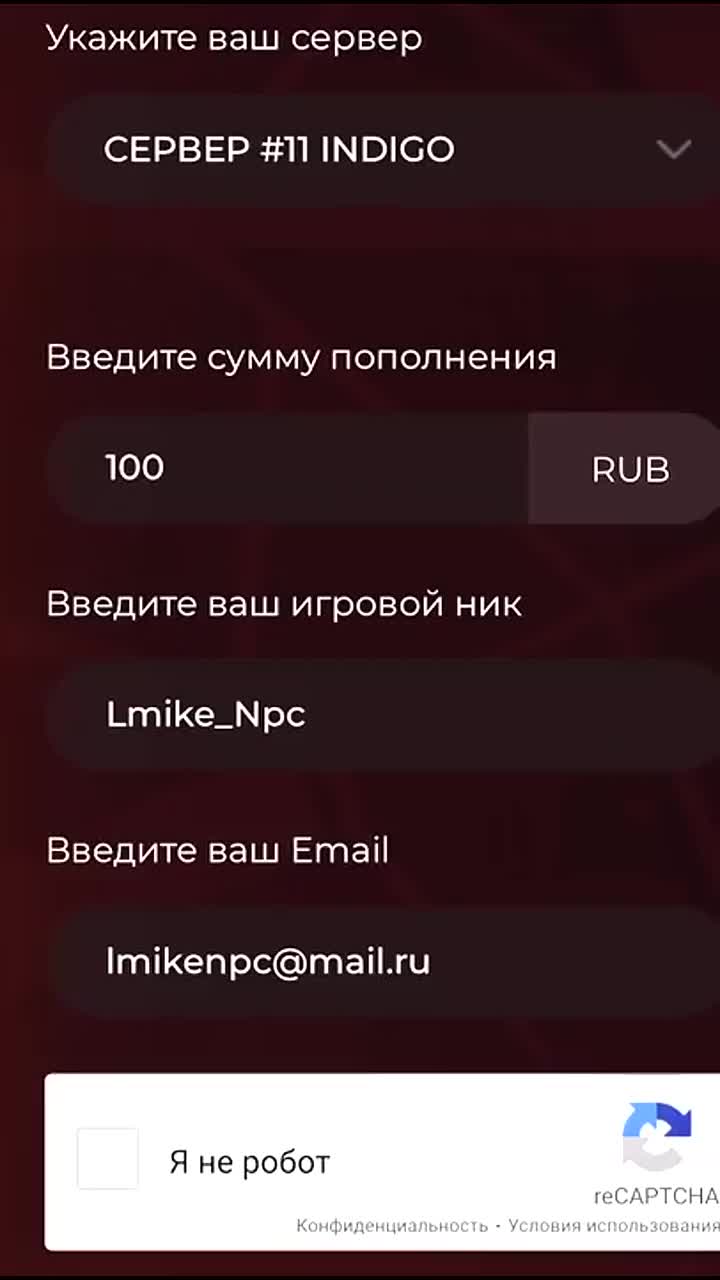 Укажите ваш сервер
СЕРВЕР #11 INDIGO
Введите сумму пополнения
100 RUB
Введите ваш игровой ник
Lmike_Npc
Введите ваш Email
lmikenpc@mail.ru
Я не робот
reCAPTCHA
Конфиденциальность - Условия использования